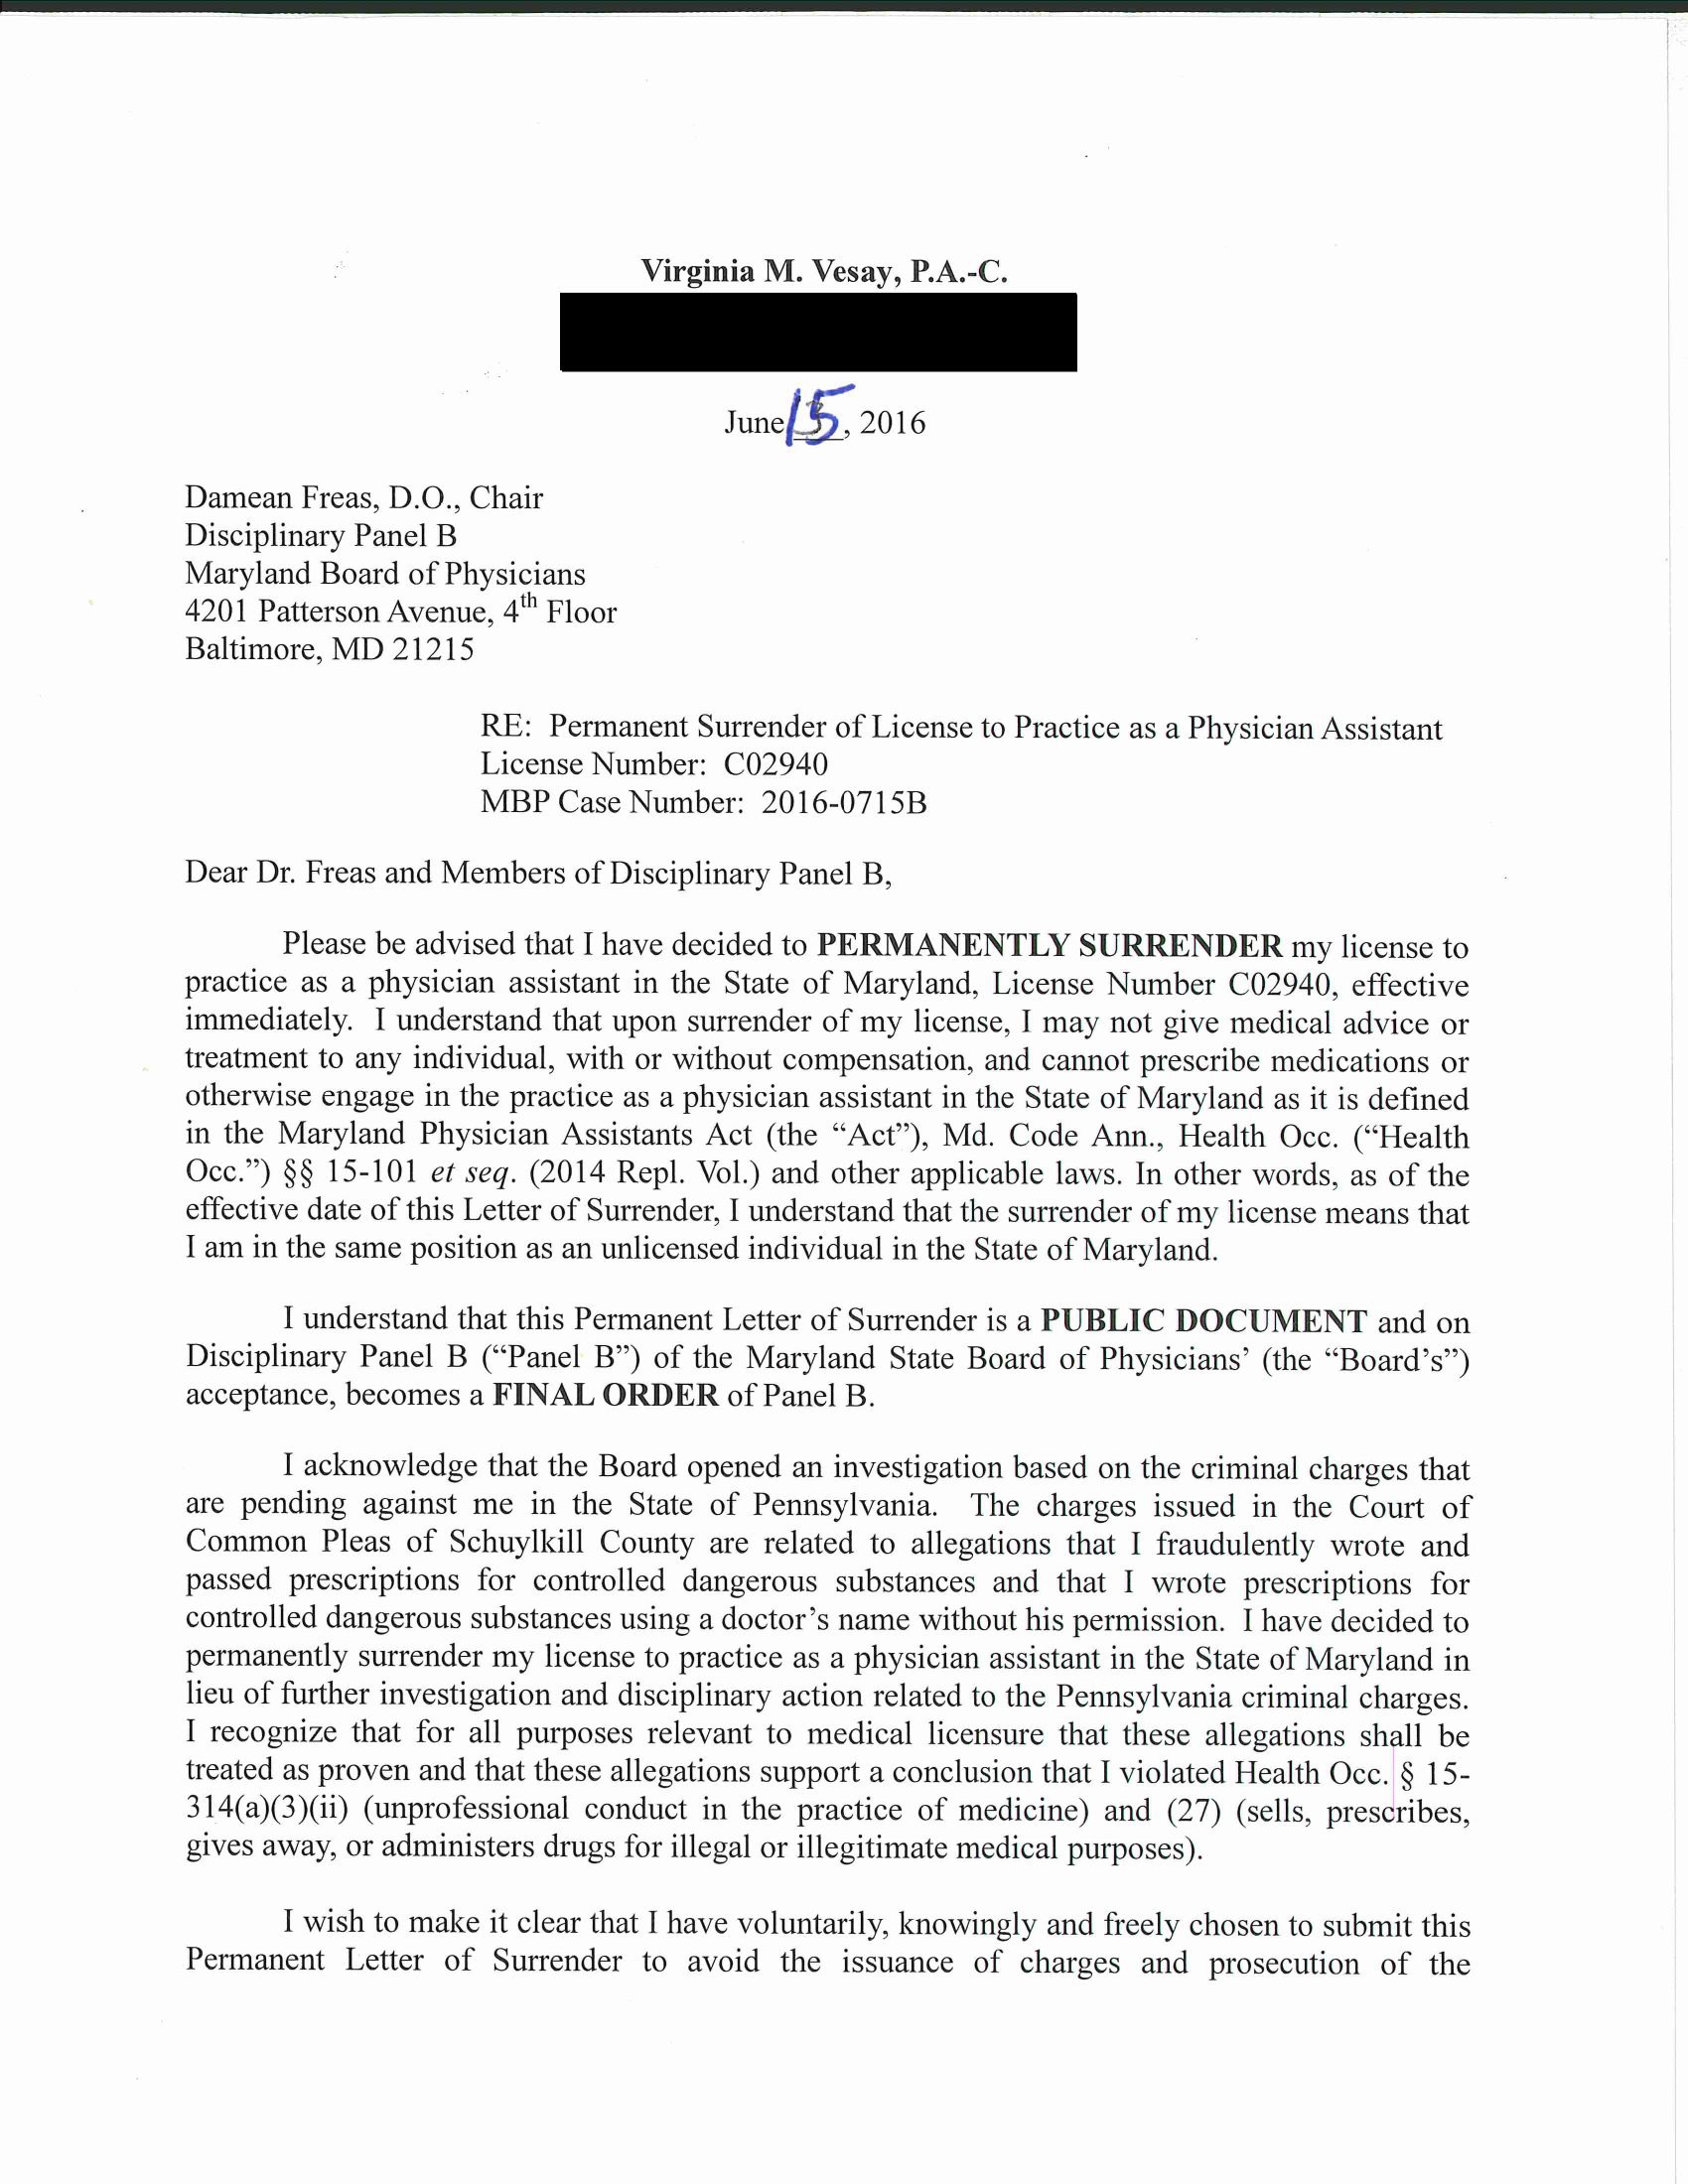 Virginia M. Vesay, P.A.-C.
June 15, 2016
Damean Freas, D.O., Chair
Disciplinary Panel B
Maryland Board of Physicians
4201 Patterson Avenue, 4th Floor
Baltimore, MD 21215
RE: Permanent Surrender of License to Practice as a Physician Assistant
License Number: C02940
MBP Case Number: 2016-0715B
Dear Dr. Freas and Members of Disciplinary Panel B,
Please be advised that I have decided to PERMANENTLY SURRENDER my license to
practice as a physician assistant in the State of Maryland, License Number C02940, effective
immediately. I understand that upon surrender of my license, I may not give medical advice or
treatment to any individual, with or without compensation, and cannot prescribe medications or
otherwise engage in the practice as a physician assistant in the State of Maryland as it is defined
in the Maryland Physician Assistants Act (the “Act”), Md. Code Ann., Health Occ. (“Health
Occ.”) §§ 15-101 et seq. (2014 Repl. Vol.) and other applicable laws. In other words, as of the
effective date of this Letter of Surrender, I understand that the surrender of my license means that
I am in the same position as an unlicensed individual in the State of Maryland.
I understand that this Permanent Letter of Surrender is a PUBLIC DOCUMENT and on
Disciplinary Panel B (“Panel B”) of the Maryland State Board of Physicians’ (the “Board’s”)
acceptance, becomes a FINAL ORDER of Panel B.
I acknowledge that the Board opened an investigation based on the criminal charges that
are pending against me in the State of Pennsylvania. The charges issued in the Court of
Common Pleas of Schuylkill County are related to allegations that I fraudulently wrote and
passed prescriptions for controlled dangerous substances and that I wrote prescriptions for
controlled dangerous substances using a doctor’s name without his permission. I have decided to
permanently surrender my license to practice as a physician assistant in the State of Maryland in
lieu of further investigation and disciplinary action related to the Pennsylvania criminal charges.
I recognize that for all purposes relevant to medical licensure that these allegations shall be
treated as proven and that these allegations support a conclusion that I violated Health Occ. § 15-
314(a)(3)(ii) (unprofessional conduct in the practice of medicine) and (27) (sells, prescribes,
gives away, or administers drugs for illegal or illegitimate medical purposes).
I wish to make it clear that I have voluntarily, knowingly and freely chosen to submit this
Permanent Letter of Surrender to avoid the issuance of charges and prosecution of the